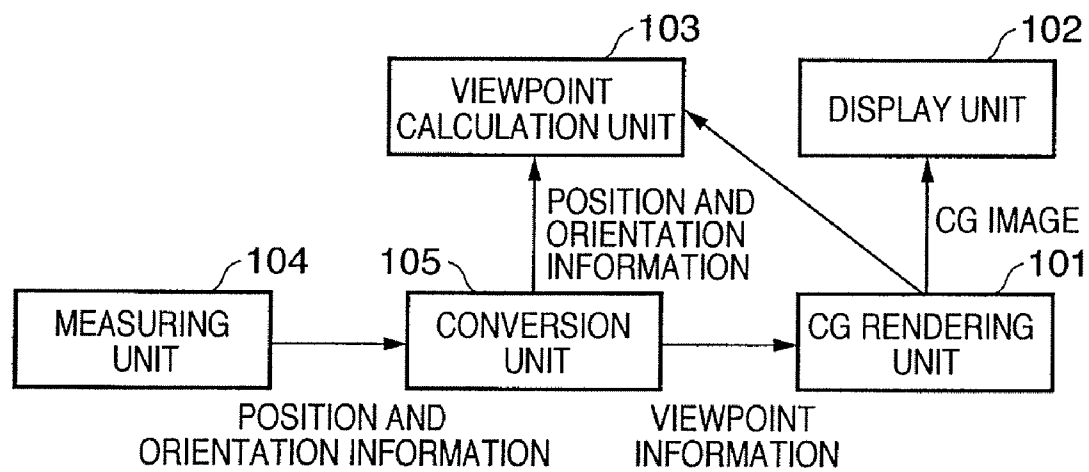 103
102
VIEWPOINT
CALCULATION UNIT
DISPLAY UNIT
POSITION AND
ORIENTATION
INFORMATION
CG IMAGE
104
105
101
MEASURING
UNIT
CONVERSION
UNIT
CG RENDERING
UNIT
POSITION AND
ORIENTATION INFORMATION
VIEWPOINT
INFORMATION